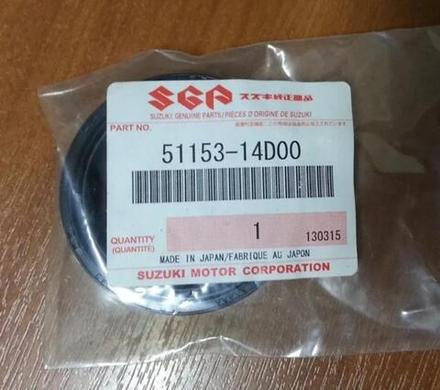 SGP スズキ純正部品
SUZUKI GENUINE PARTS/PIÈCES D'ORIGINE DE SUZUKI
PART NO.
51153-14D00
QUANTITY
(QUANTITÉ)
1
130315
MADE IN JAPAN/FABRIQUE AU JAPON
SUZUKI MOTOR CORPORATION